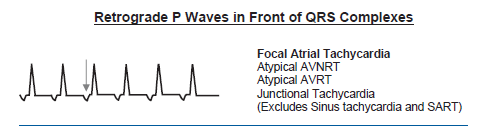 Retrograde P Waves in Front of QRS Complexes
Focal Atrial Tachycardia
Atypical AVNRT
Atypical AVRT
Junctional Tachycardia
(Excludes Sinus tachycardia and SART)